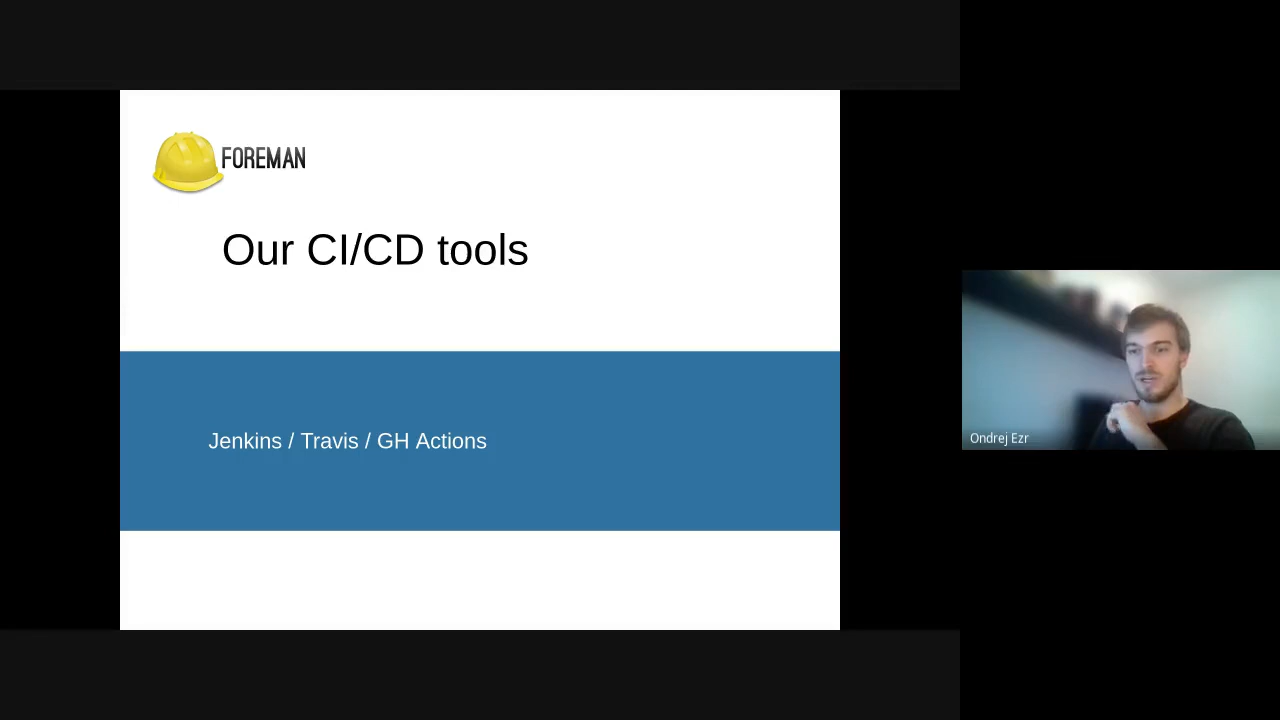 FOREMAN
Our CI/CD tools
Jenkins / Travis / GH Actions
Ondrej Ezr